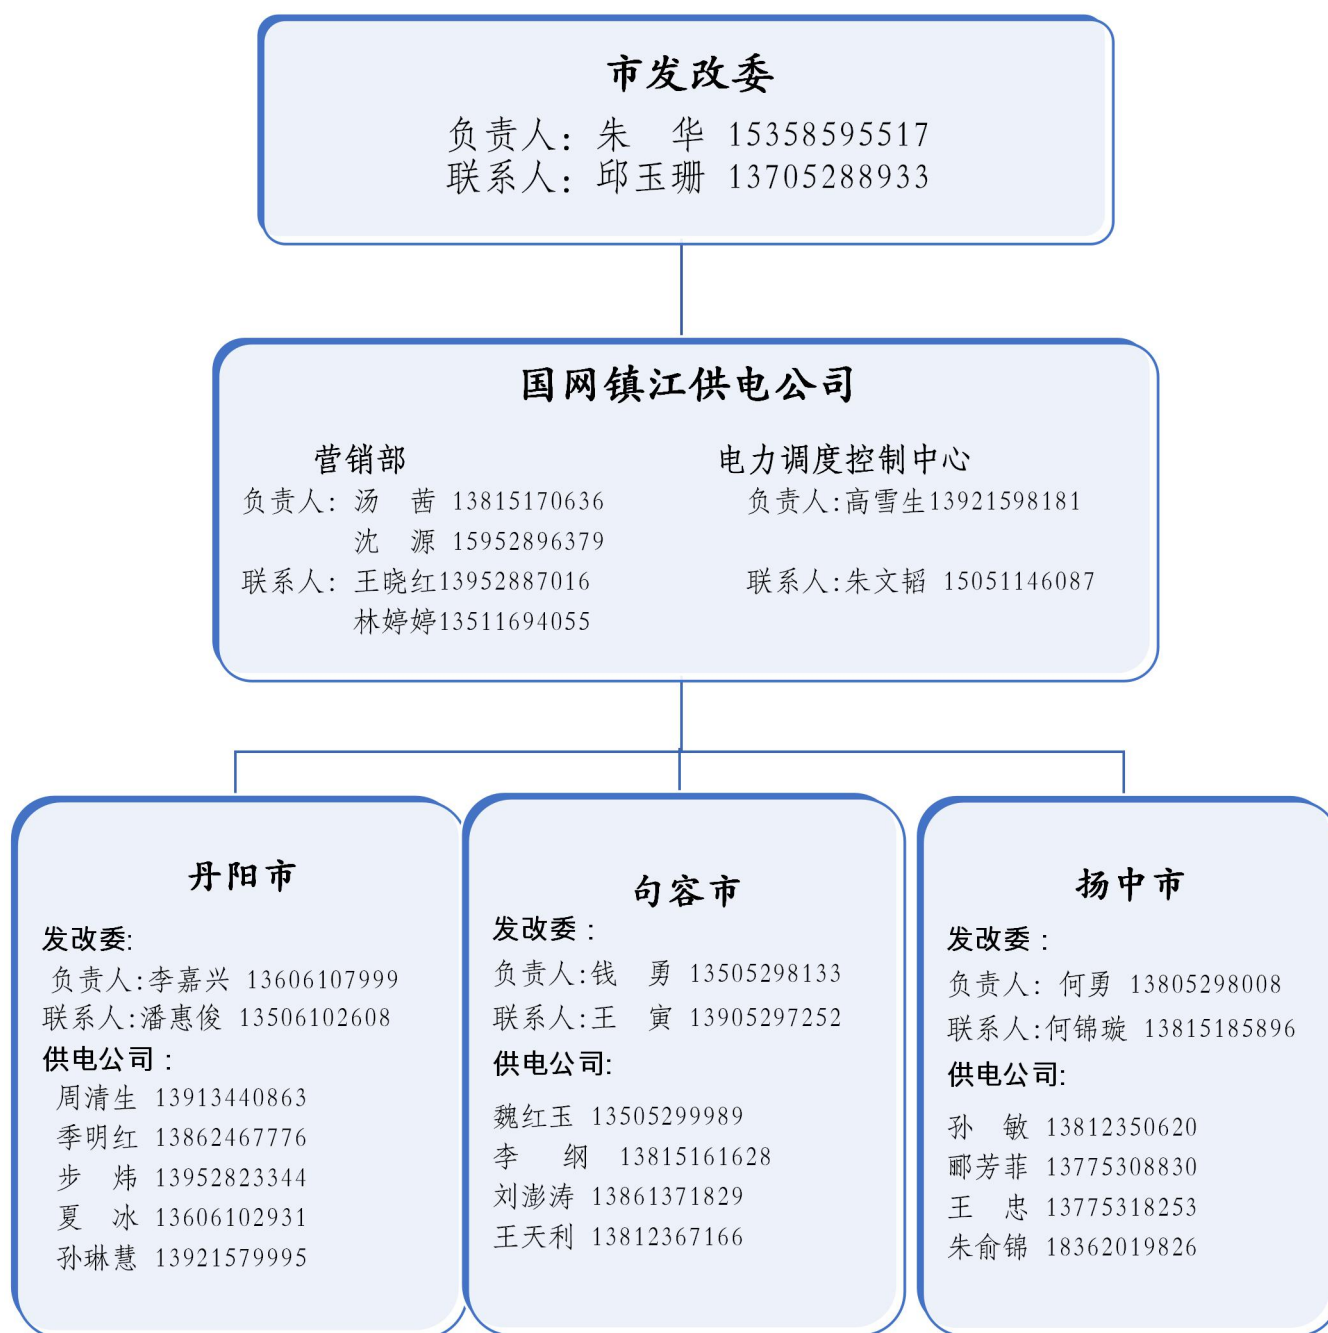 市发改委
负责人：朱　华 15358595517
联系人：邱玉珊 13705288933
国网镇江供电公司
营销部
负责人：汤　茜 13815170636
沈　源 15952896379
联系人：王晓红13952887016
林婷婷13511694055
电力调度控制中心
负责人:高雪生13921598181
联系人:朱文韬 15051146087
丹阳市
发改委:
负责人:李嘉兴 13606107999
联系人:潘惠俊 13506102608
供电公司：
周清生 13913440863
季明红 13862467776
步　炜 13952823344
夏　冰 13606102931
孙琳慧 13921579995
句容市
发改委：
负责人:钱　勇 13505298133
联系人:王　寅 13905297252
供电公司:
魏红玉 13505299989
李　纲 13815161628
刘澎涛 13861371829
王天利 13812367166
扬中市
发改委：
负责人: 何勇 13805298008
联系人:何锦璇 13815185896
供电公司:
孙　敏 13812350620
郦芳菲 13775308830
王　忠 13775318253
朱俞锦 18362019826